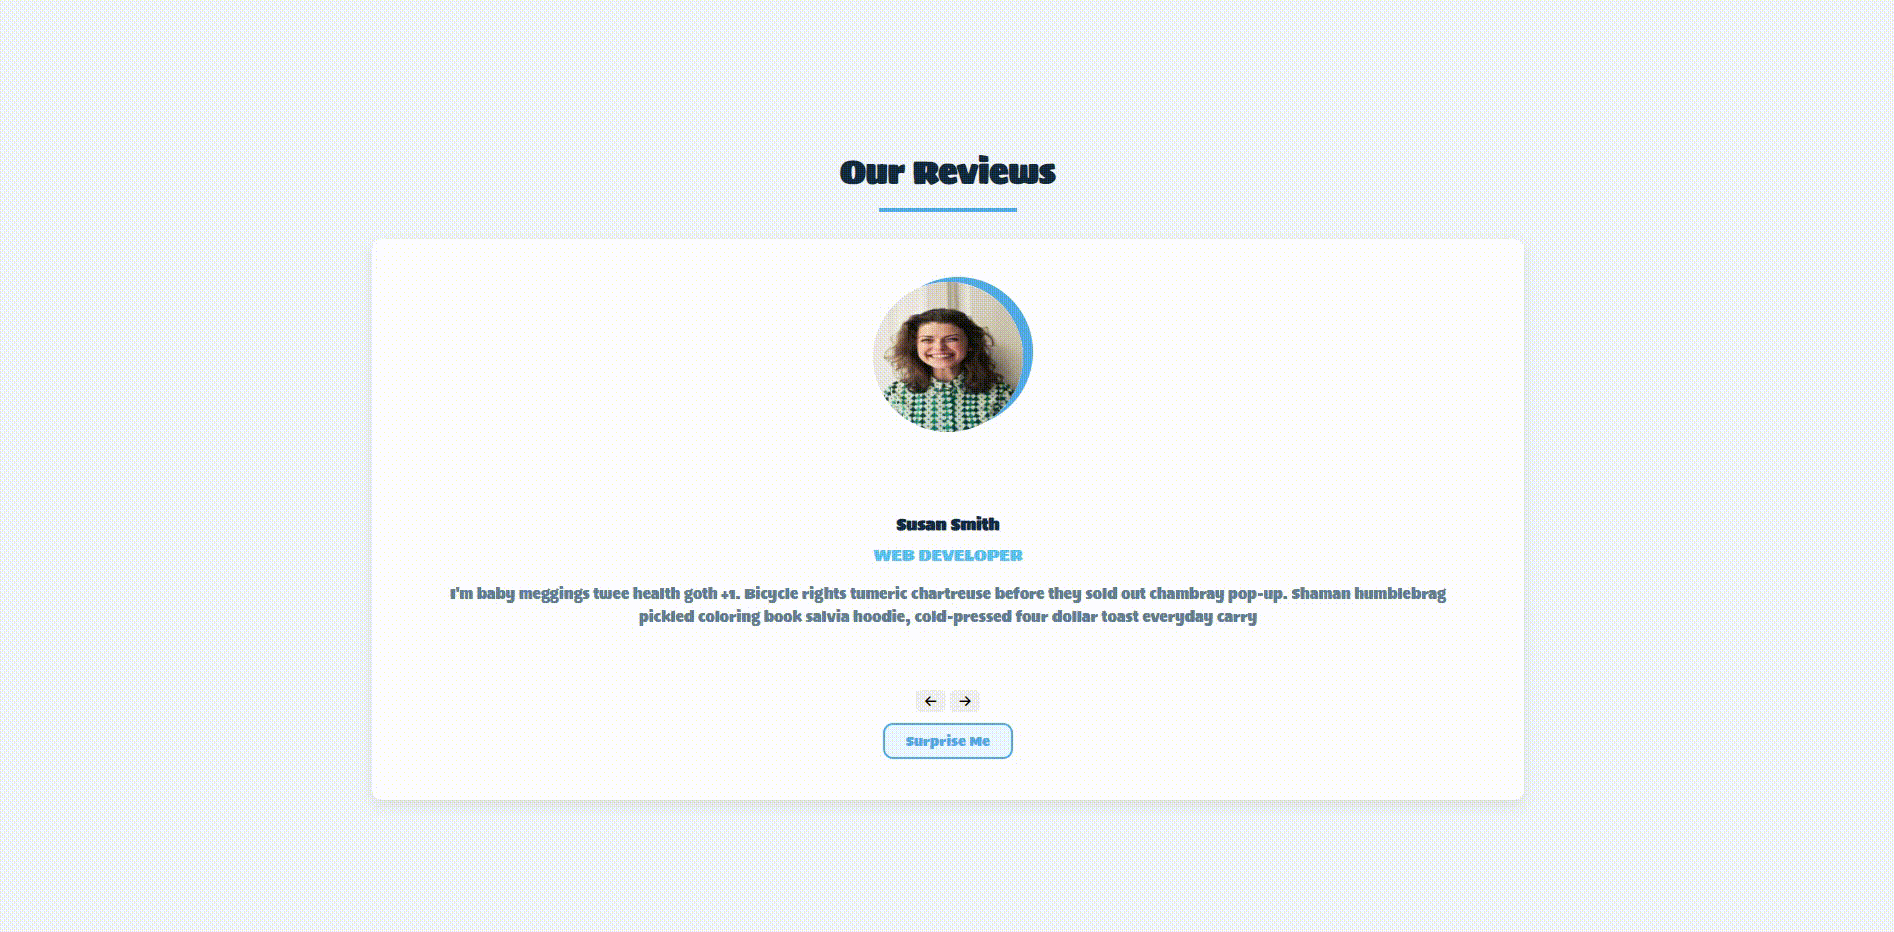 Our Reviews
Susan Smith
WEB DEVELOPER
I'm baby meggings twee health goth +1. Bicycle rights tumeric chartreuse before they sold out chambray pop-up. Shaman humblebrag
pickled coloring book salvia hoodie, cold-pressed four dollar toast everyday carry
Surprise Me